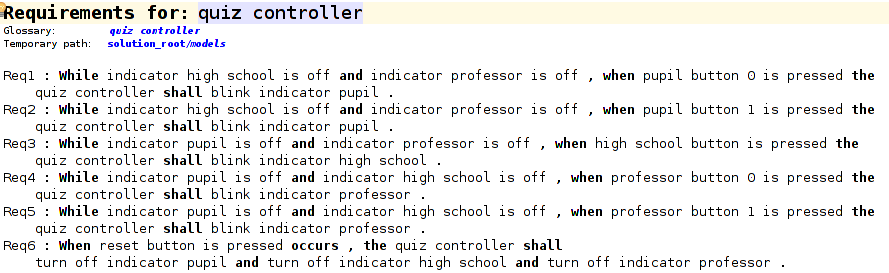 Requirements for: quiz controller
Glossary: quiz controller
Temporary path: solution_root/models
Req1 : While indicator high school is off and indicator professor is off , when pupil button 0 is pressed the
quiz controller shall blink indicator pupil .
Req2 : While indicator high school is off and indicator professor is off , when pupil button 1 is pressed the
quiz controller shall blink indicator pupil .
Req3 : While indicator pupil is off and indicator professor is off , when high school button is pressed the
quiz controller shall blink indicator high school .
Req4 : While indicator pupil is off and indicator high school is off , when professor button 0 is pressed the
quiz controller shall blink indicator professor .
Req5 : While indicator pupil is off and indicator high school is off , when professor button 1 is pressed the
quiz controller shall blink indicator professor .
Req6 : When reset button is pressed occurs , the quiz controller shall
turn off indicator pupil and turn off indicator high school and turn off indicator professor .